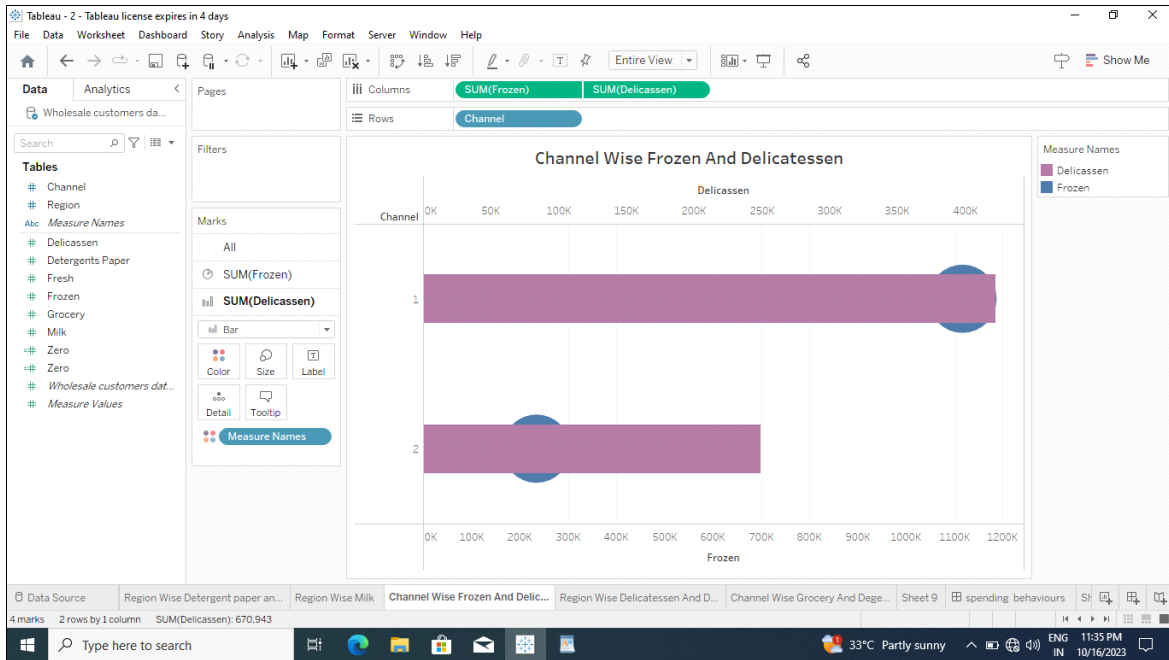 Tableau - 2 - Tableau license expires in 4 days
File Data Worksheet Dashboard Story Analysis Map Format Server Window Help
Entire View
Show Me
Data Analytics
Wholesale customers da...
Search
Tables
Channel
Region
Abc Measure Names
Delicassen
Detergents Paper
Fresh
Frozen
Grocery
Milk
Zero
Zero
Wholesale customers dat...
Measure Values
Pages
Filters
Marks
All
SUM(Frozen)
SUM(Delicassen)
Bar
Color Size Label
Detail Tooltip
Measure Names
Columns SUM(Frozen) SUM(Delicassen)
Rows Channel
Channel Wise Frozen And Delicatessen
Delicassen
Channel 0K 50K 100K 150K 200K 250K 300K 350K 400K
1
2
0K 100K 200K 300K 400K 500K 600K 700K 800K 900K 1000K 1100K 1200K
Frozen
Measure Names
Delicassen
Frozen
Data Source Region Wise Detergent paper an... Region Wise Milk Channel Wise Frozen And Delic... Region Wise Delicatessen And D... Channel Wise Grocery And Dege... Sheet 9 spending behaviours Sh
4 marks 2 rows by 1 column SUM(Delicassen): 670,943
Type here to search
1
33°C Partly sunny
ENG
IN
11:35 PM
10/16/2023